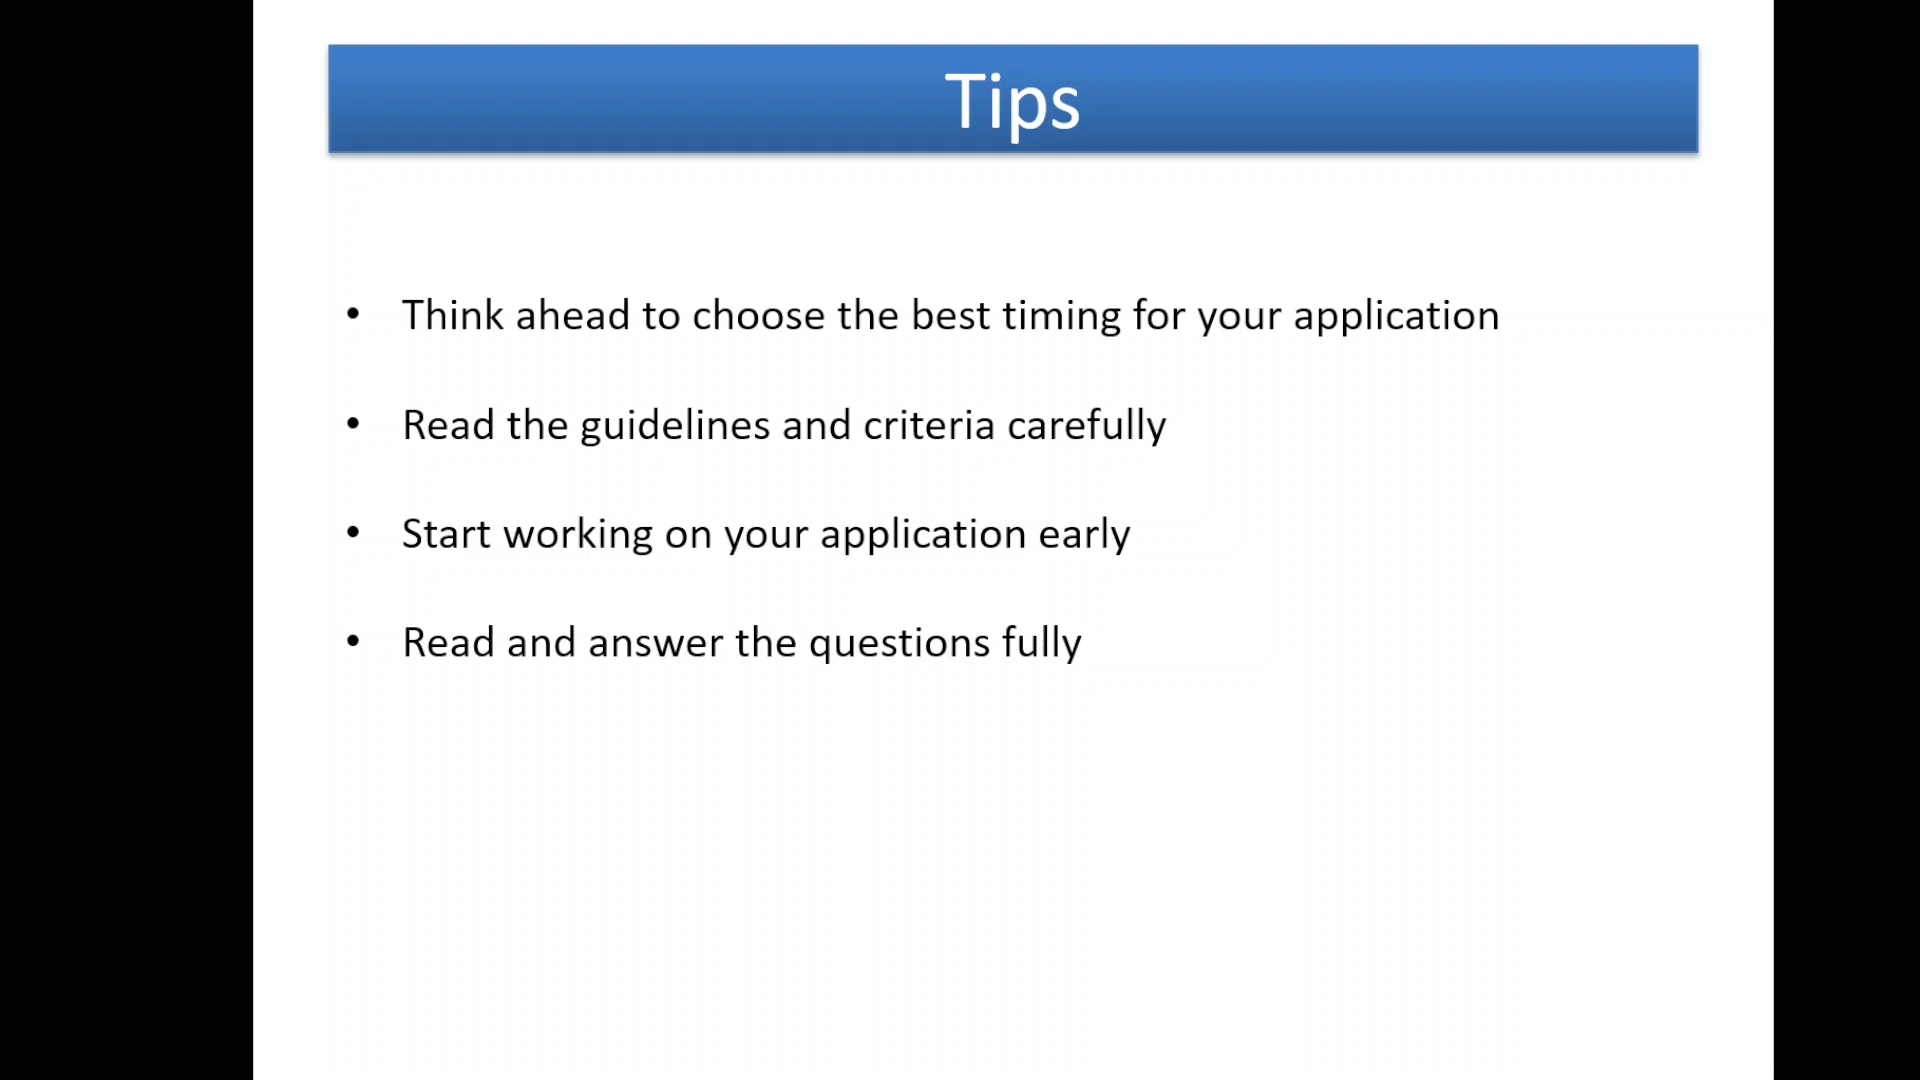 Tips
• Think ahead to choose the best timing for your application
• Read the guidelines and criteria carefully
• Start working on your application early
• Read and answer the questions fully